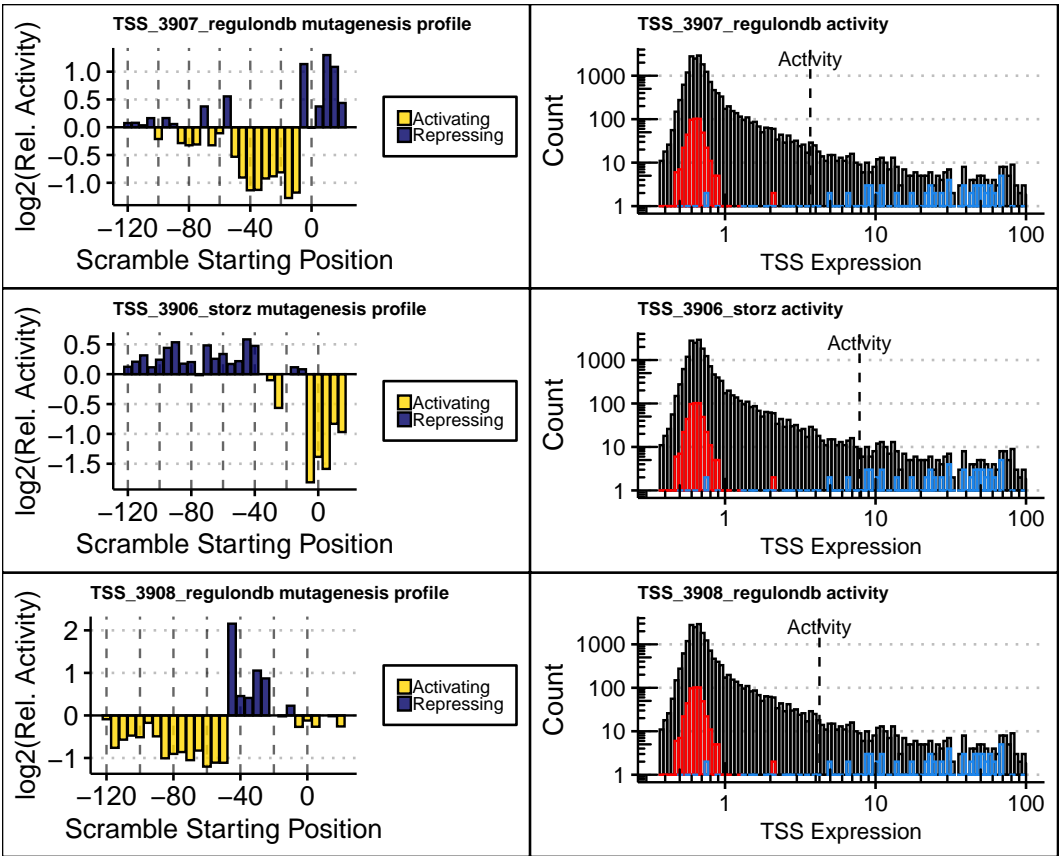 TSS_3907_regulondb mutagenesis profile
log2(Rel. Activity)
1.0
0.5
0.0
−0.5
−1.0
−120
−80
−40
0
Scramble Starting Position
Activating
Repressing
TSS_3907_regulondb activity
Activity
Count
1000
100
10
1
1
10
100
TSS Expression
TSS_3906_storz mutagenesis profile
log2(Rel. Activity)
0.5
0.0
−0.5
−1.0
−1.5
−120
−80
−40
0
Scramble Starting Position
Activating
Repressing
TSS_3906_storz activity
Activity
Count
1000
100
10
1
1
10
100
TSS Expression
TSS_3908_regulondb mutagenesis profile
log2(Rel. Activity)
2
1
0
−1
−120
−80
−40
0
Scramble Starting Position
Activating
Repressing
TSS_3908_regulondb activity
Activity
Count
1000
100
10
1
1
10
100
TSS Expression